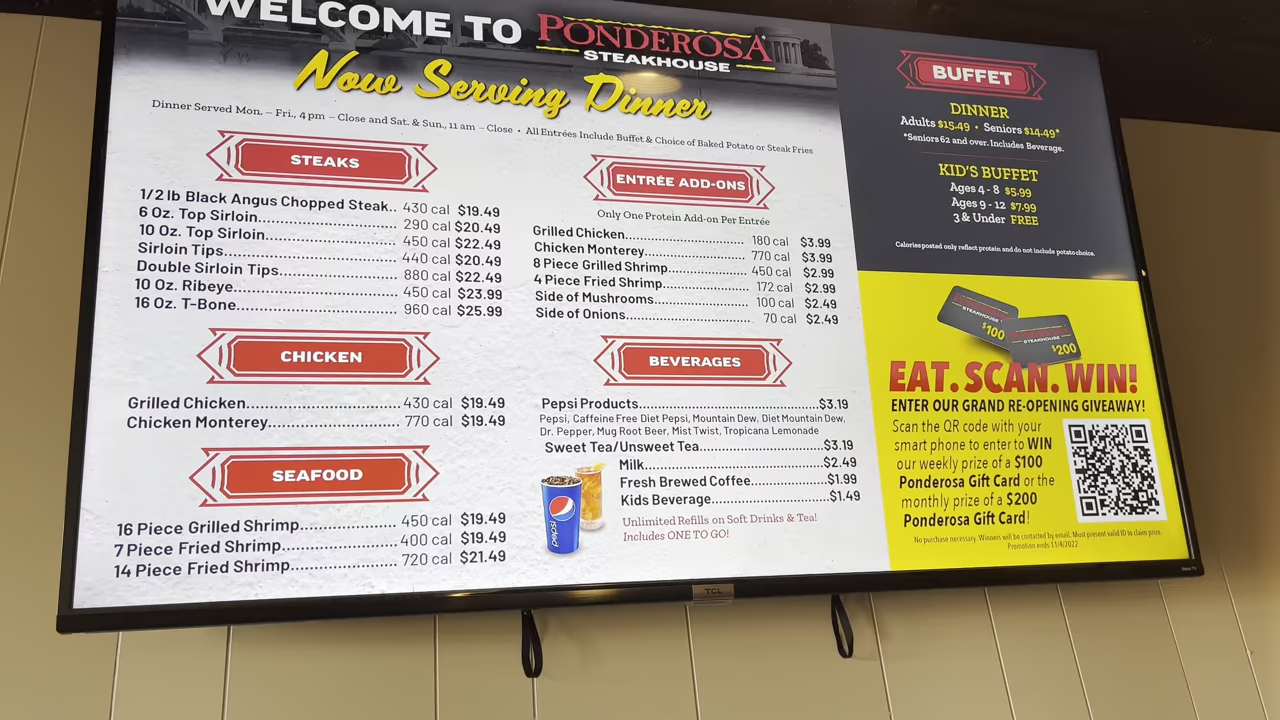 WELCOME TO PONDEROSA
STEAKHOUSE
Now Serving Dinner
Dinner Served Mon. – Fri., 4 pm – Close and Sat. & Sun., 11 am – Close • All Entrées Include Buffet & Choice of Baked Potato or Steak Fries
STEAKS
1/2 lb Black Angus Chopped Steak.. 430 cal $19.49
6 Oz. Top Sirloin 290 cal $20.49
10 Oz. Top Sirloin 450 cal $22.49
Sirloin Tips 440 cal $20.49
Double Sirloin Tips 880 cal $22.49
10 Oz. Ribeye 450 cal $23.99
16 Oz. T-Bone 960 cal $25.99
CHICKEN
Grilled Chicken 430 cal $19.49
Chicken Monterey 770 cal $19.49
SEAFOOD
16 Piece Grilled Shrimp 450 cal $19.49
7 Piece Fried Shrimp 400 cal $19.49
14 Piece Fried Shrimp 720 cal $21.49
ENTRÉE ADD-ONS
Only One Protein Add-on Per Entrée
Grilled Chicken 180 cal $3.99
Chicken Monterey 770 cal $3.99
8 Piece Grilled Shrimp 450 cal $2.99
4 Piece Fried Shrimp 172 cal $2.99
Side of Mushrooms 100 cal $2.49
Side of Onions 70 cal $2.49
BEVERAGES
Pepsi Products $3.19
Pepsi, Caffeine Free Diet Pepsi, Mountain Dew, Diet Mountain Dew,
Dr. Pepper, Mug Root Beer, Mist Twist, Tropicana Lemonade
Sweet Tea/Unsweet Tea $3.19
Milk $2.49
Fresh Brewed Coffee $1.99
Kids Beverage $1.49
pepsi
Unlimited Refills on Soft Drinks & Tea!
Includes ONE TO GO!
BUFFET
DINNER
Adults $15.49 • Seniors $14.49*
*Seniors 62 and over. Includes Beverage.
KID'S BUFFET
Ages 4 - 8 $5.99
Ages 9 - 12 $7.99
3 & Under FREE
Calories posted only reflect protein and do not include potato choice.
STEAKHOUSE
$100
STEAKHOUSE
$200
EAT. SCAN. WIN!
ENTER OUR GRAND RE-OPENING GIVEAWAY!
Scan the QR code with your
smart phone to enter to WIN
our weekly prize of a $100
Ponderosa Gift Card or the
monthly prize of a $200
Ponderosa Gift Card!
No purchase necessary. Winners will be contacted by email. Must present valid ID to claim prize.
Promotion ends 11/4/2022
TCL